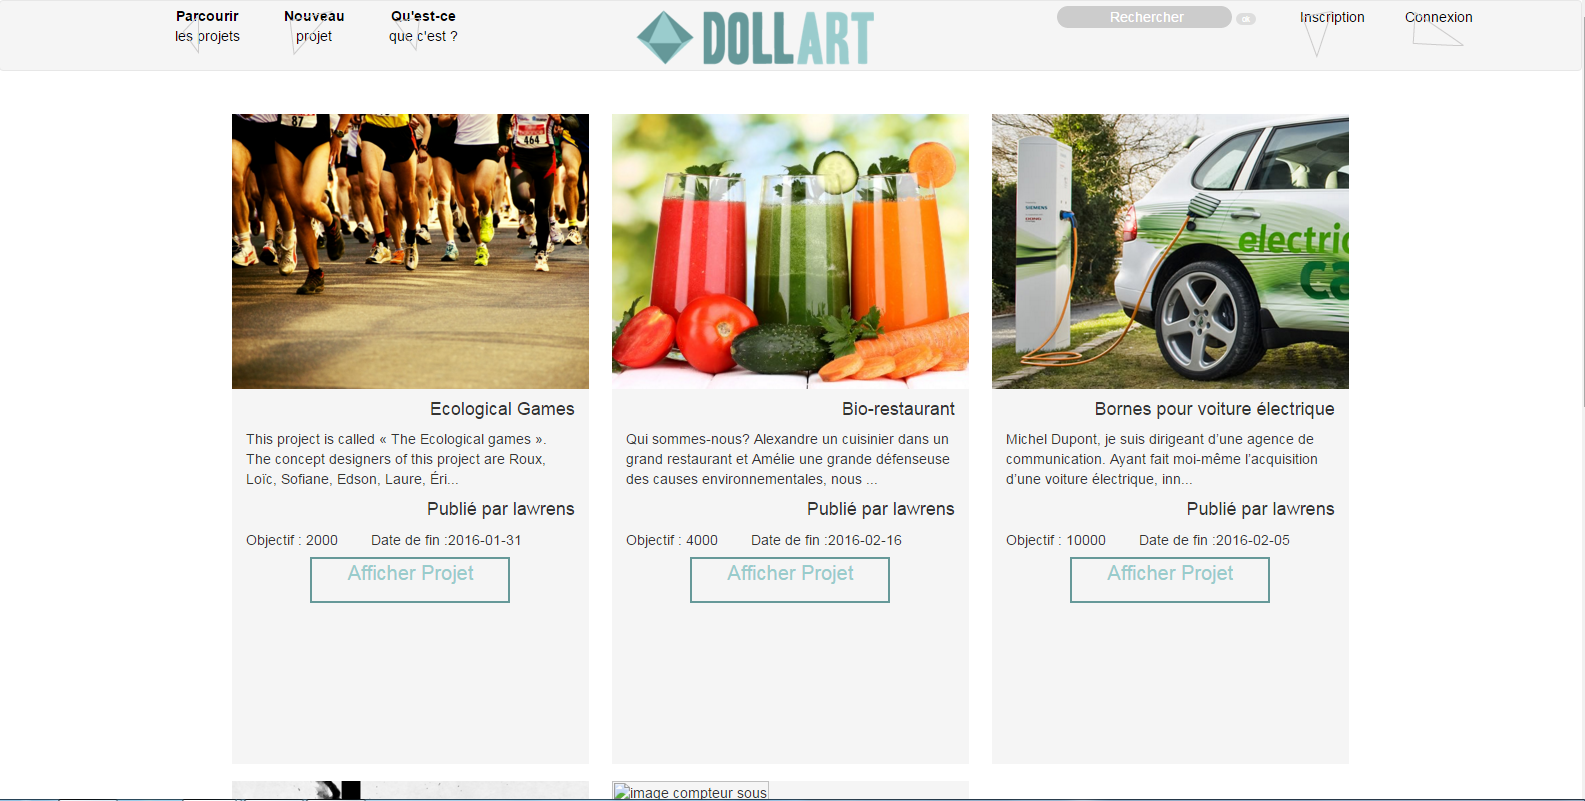 Parcourir
les projets
Nouveau
projet
Qu'est-ce
que c'est ?
DOLLART
Rechercher
ok
Inscription
Connexion
87
464
SIEMENS
electric
ca
Ecological Games
This project is called « The Ecological games ».
The concept designers of this project are Roux,
Loïc, Sofiane, Edson, Laure, Éri...
Publié par lawrens
Objectif : 2000
Date de fin :2016-01-31
Afficher Projet
Bio-restaurant
Qui sommes-nous? Alexandre un cuisinier dans un
grand restaurant et Amélie une grande défenseuse
des causes environnementales, nous ...
Publié par lawrens
Objectif : 4000
Date de fin :2016-02-16
Afficher Projet
Bornes pour voiture électrique
Michel Dupont, je suis dirigeant d'une agence de
communication. Ayant fait moi-même l'acquisition
d'une voiture électrique, inn...
Publié par lawrens
Objectif : 10000
Date de fin :2016-02-05
Afficher Projet
image compteur sous